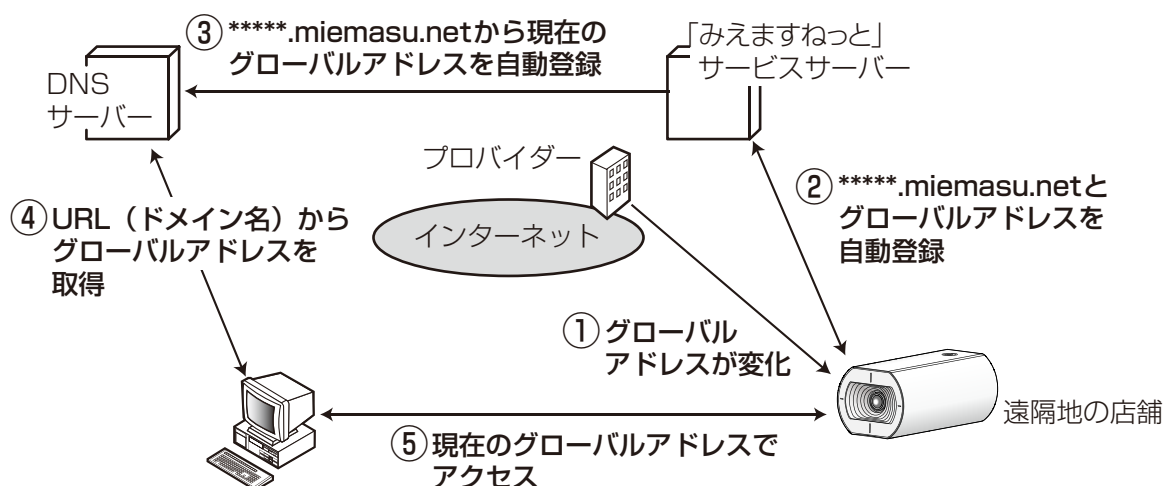 ③*****.miemasu.netから現在の
グローバルアドレスを自動登録
「みえますねっと」
サービスサーバー
DNS
サーバー
プロバイダー
②*****.miemasu.netと
グローバルアドレスを
自動登録
④URL（ドメイン名）から
グローバルアドレスを
取得
インターネット
①グローバル
アドレスが変化
遠隔地の店舗
⑤現在のグローバルアドレスで
アクセス